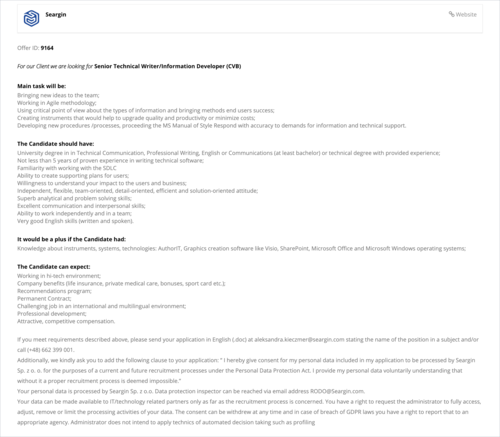 Seargin
Website
Offer ID: 9164
For our Client we are looking for Senior Technical Writer/Information Developer (CVB)
Main task will be:
Bringing new ideas to the team;
Working in Agile methodology;
Using critical point of view about the types of information and bringing methods end users success;
Creating instruments that would help to upgrade quality and productivity or minimize costs;
Developing new procedures /processes, proceeding the MS Manual of Style Respond with accuracy to demands for information and technical support.
The Candidate should have:
University degree in in Technical Communication, Professional Writing, English or Communications (at least bachelor) or technical degree with provided experience;
Not less than 5 years of proven experience in writing technical software;
Familiarity with working with the SDLC
Ability to create supporting plans for users;
Willingness to understand your impact to the users and business;
Independent, flexible, team-oriented, detail-oriented, efficient and solution-oriented attitude;
Superb analytical and problem solving skills;
Excellent communication and interpersonal skills;
Ability to work independently and in a team;
Very good English skills (written and spoken).
It would be a plus if the Candidate had:
Knowledge about instruments, systems, technologies: AuthorIT, Graphics creation software like Visio, SharePoint, Microsoft Office and Microsoft Windows operating systems;
The Candidate can expect:
Working in hi-tech environment;
Company benefits (life insurance, private medical care, bonuses, sport card etc.);
Recommendations program;
Permanent Contract;
Challenging job in an international and multilingual environment;
Professional development;
Attractive, competitive compensation.
If you meet requirements described above, please send your application in English (.doc) at aleksandra.kieczmer@seargin.com stating the name of the position in a subject and/or
call (+48) 662 399 001.
Additionally, we kindly ask you to add the following clause to your application: " I hereby give consent for my personal data included in my application to be processed by Seargin
Sp. z o. o. for the purposes of a current and future recruitment processes under the Personal Data Protection Act. I provide my personal data voluntarily understanding that
without it a proper recruitment process is deemed impossible."
Your personal data is processed by Seargin Sp. z o.o. Data protection inspector can be reached via email address RODO@Seargin.com.
Your data can be made available to IT/technology related partners only as far as the recruitment process is concerned. You have a right to request the administrator to fully access,
adjust, remove or limit the processing activities of your data. The consent can be withdrew at any time and in case of breach of GDPR laws you have a right to report that to an
appropriate agency. Administrator does not intend to apply technics of automated decision taking such as profiling